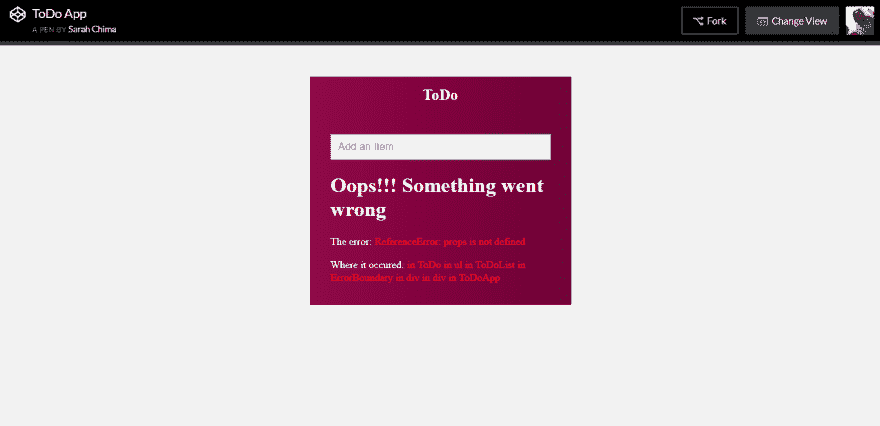 ToDo App
A PEN BY Sarah Chima
Fork
Change View
ToDo
Add an item
Oops!!! Something went
wrong
The error: ReferenceError: props is not defined
Where it occured: in ToDo in ul in ToDoList in
ErrorBoundary in div in div in ToDoApp